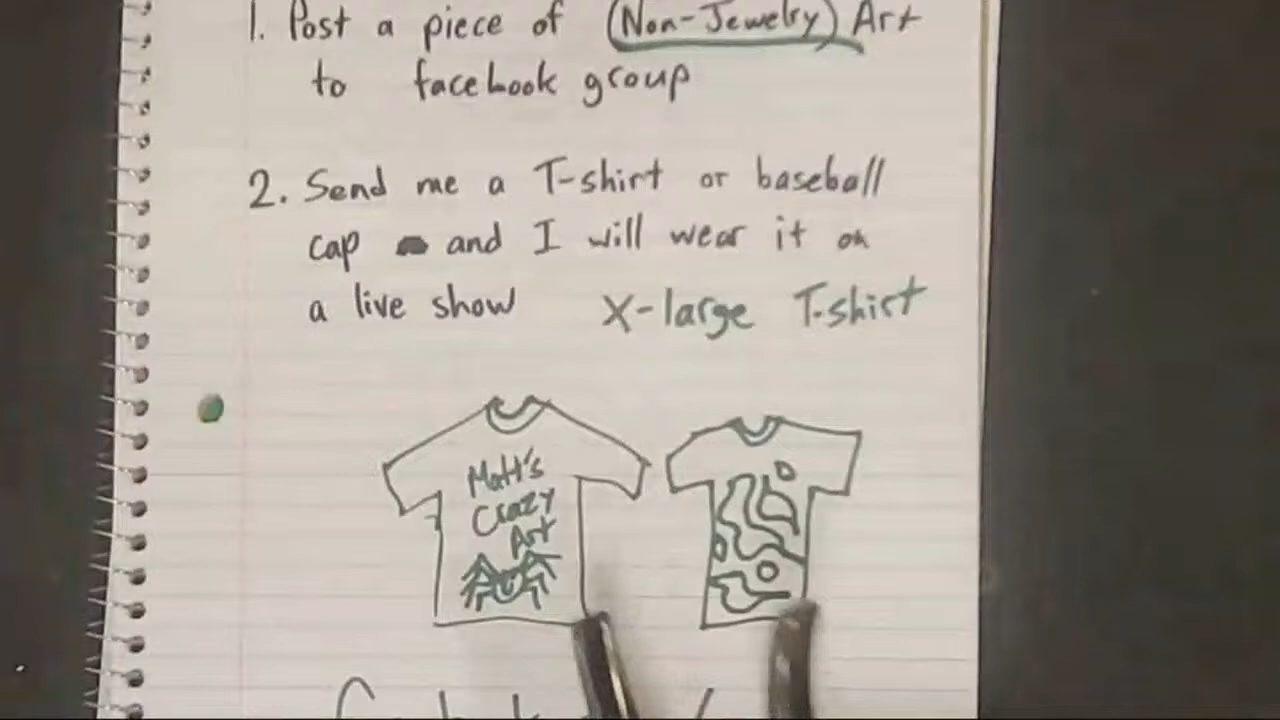 1. Post a piece of (Non-Jewelry) Art
to facebook group
2. Send me a T-shirt or baseball
cap and I will wear it on
a live show X-large T-shirt
Matt's
Crazy
Art